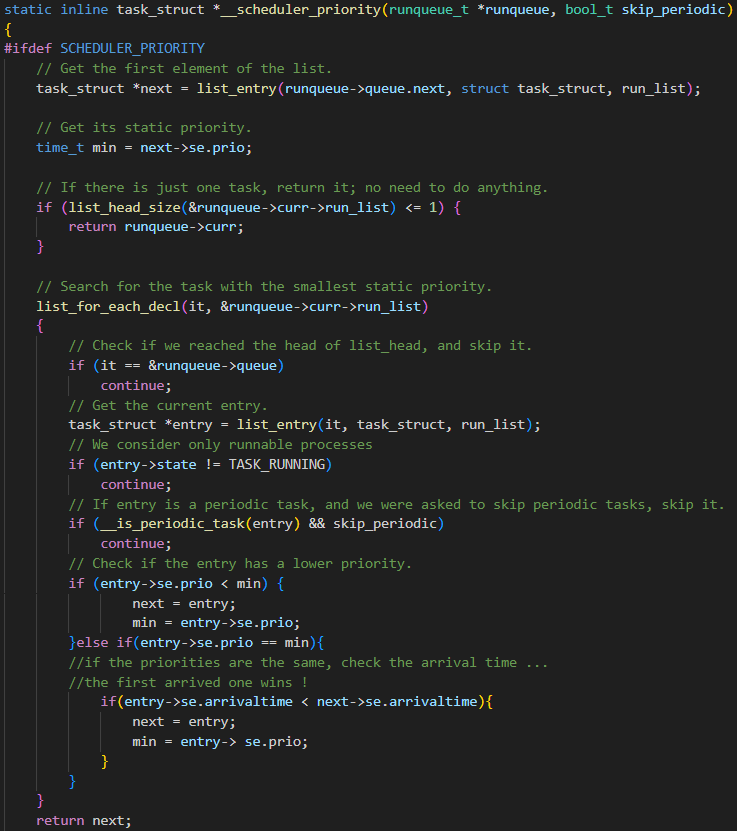 static inline task_struct *__scheduler_priority(runqueue_t *runqueue, bool_t skip_periodic)
{
#ifdef SCHEDULER_PRIORITY
    // Get the first element of the list.
    task_struct *next = list_entry(runqueue->queue.next, struct task_struct, run_list);

    // Get its static priority.
    time_t min = next->se.prio;

    // If there is just one task, return it; no need to do anything.
    if (list_head_size(&runqueue->curr->run_list) <= 1) {
        return runqueue->curr;
    }

    // Search for the task with the smallest static priority.
    list_for_each_decl(it, &runqueue->curr->run_list)
    {
        // Check if we reached the head of list_head, and skip it.
        if (it == &runqueue->queue)
            continue;
        // Get the current entry.
        task_struct *entry = list_entry(it, task_struct, run_list);
        // We consider only runnable processes
        if (entry->state != TASK_RUNNING)
            continue;
        // If entry is a periodic task, and we were asked to skip periodic tasks, skip it.
        if (__is_periodic_task(entry) && skip_periodic)
            continue;
        // Check if the entry has a lower priority.
        if (entry->se.prio < min) {
                next = entry;
                min = entry->se.prio;
        }else if(entry->se.prio == min){
        //if the priorities are the same, check the arrival time ...
        //the first arrived one wins !
            if(entry->se.arrivaltime < next->se.arrivaltime){
                next = entry;
                min = entry-> se.prio;
            }
        }
    }
    return next;